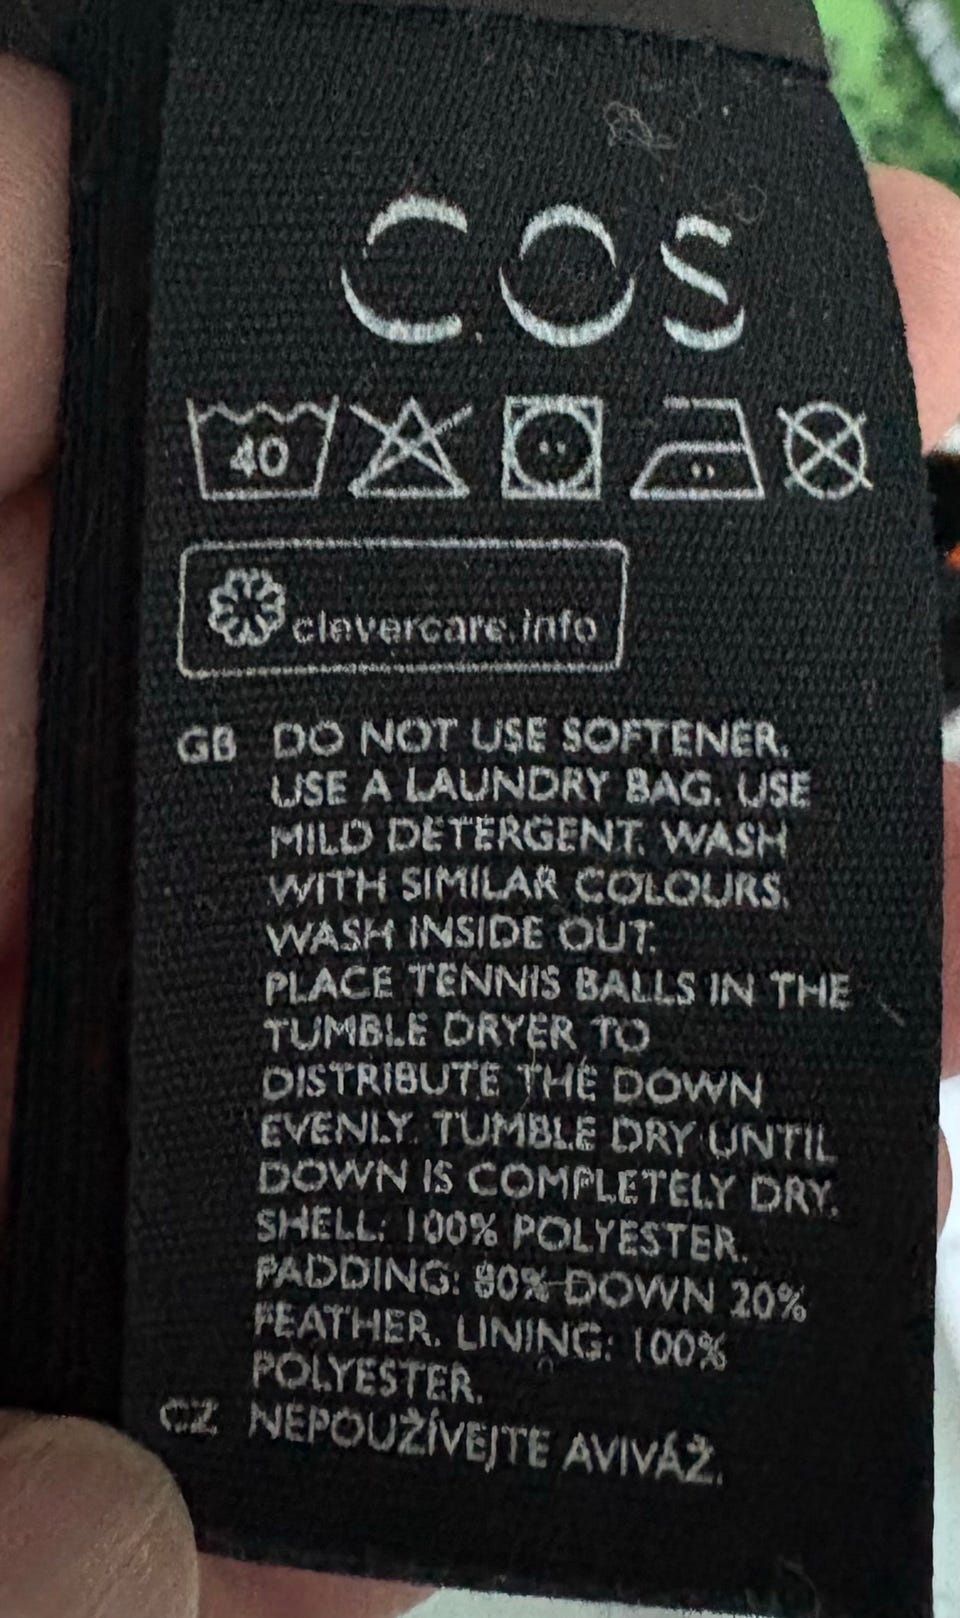 COS
40
clevercare.info
GB DO NOT USE SOFTENER.
USE A LAUNDRY BAG. USE
MILD DETERGENT. WASH
WITH SIMILAR COLOURS.
WASH INSIDE OUT.
PLACE TENNIS BALLS IN THE
TUMBLE DRYER TO
DISTRIBUTE THE DOWN
EVENLY. TUMBLE DRY UNTIL
DOWN IS COMPLETELY DRY.
SHELL: 100% POLYESTER.
PADDING: 80% DOWN 20%
FEATHER. LINING: 100%
POLYESTER.
CZ NEPOUŽÍVEJTE AVIVÁŽ.